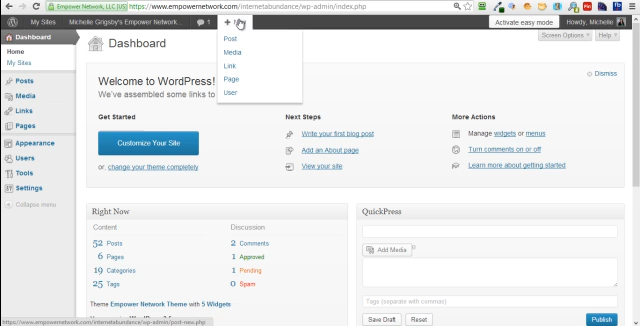 Empower Network, LLC [US] https://www.empowernetwork.com/internetabundance/wp-admin/index.php
My Sites Michelle Grigsby's Empower Network... 1 + New Activate easy mode Howdy, Michelle
Screen Options Help
Dashboard
Home
My Sites
Posts
Media
Links
Pages
Appearance
Users
Tools
Settings
Collapse menu
Dashboard
Post
Media
Link
Page
User
Dismiss
Welcome to WordPress!
We've assembled some links to
Get Started
Customize Your Site
or, change your theme completely
Next Steps
Write your first blog post
Add an About page
View your site
More Actions
Manage widgets or menus
Turn comments on or off
Learn more about getting started
Right Now
Content Discussion
52 Posts 2 Comments
6 Pages 1 Approved
19 Categories 1 Pending
25 Tags 0 Spam
Theme Empower Network Theme with 5 Widgets
QuickPress
Add Media
Tags (separate with commas)
Save Draft Reset Publish
https://www.empowernetwork.com/internetabundance/wp-admin/post-new.php